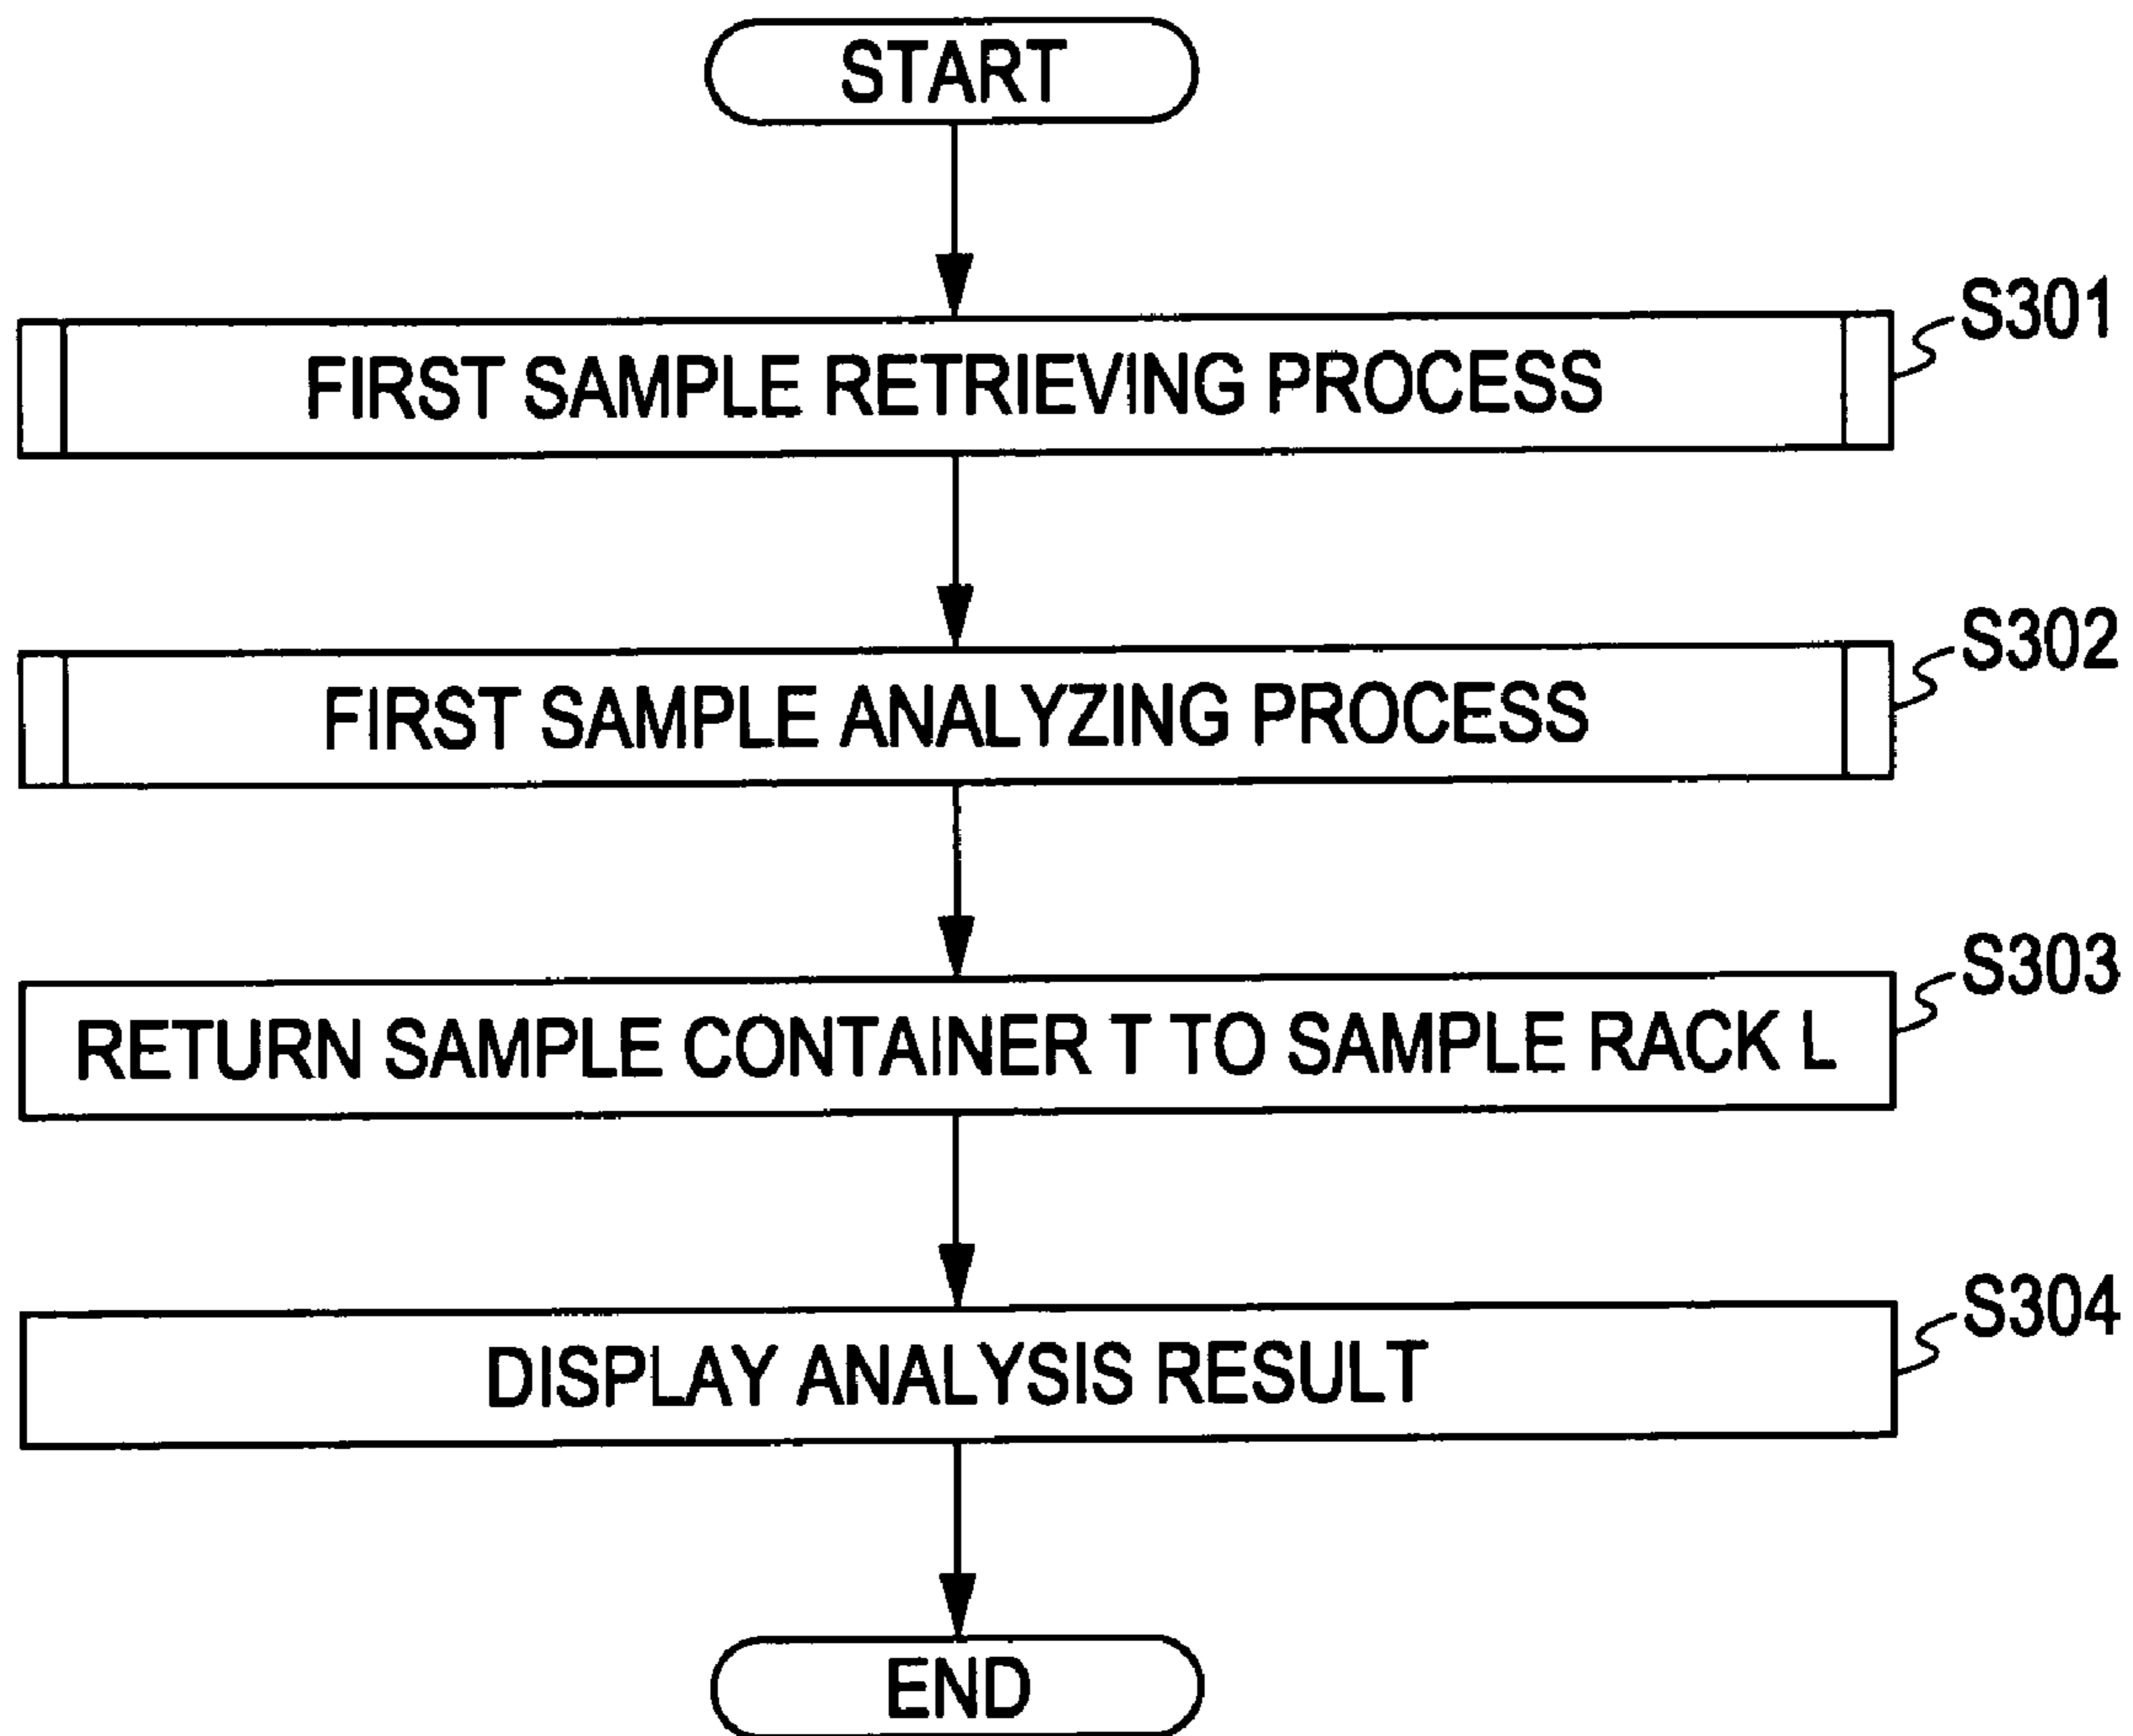 START
S301
FIRST SAMPLE RETRIEVING PROCESS
S302
FIRST SAMPLE ANALYZING PROCESS
S303
RETURN SAMPLE CONTAINER T TO SAMPLE RACK L
S304
DISPLAY ANALYSIS RESULT
END